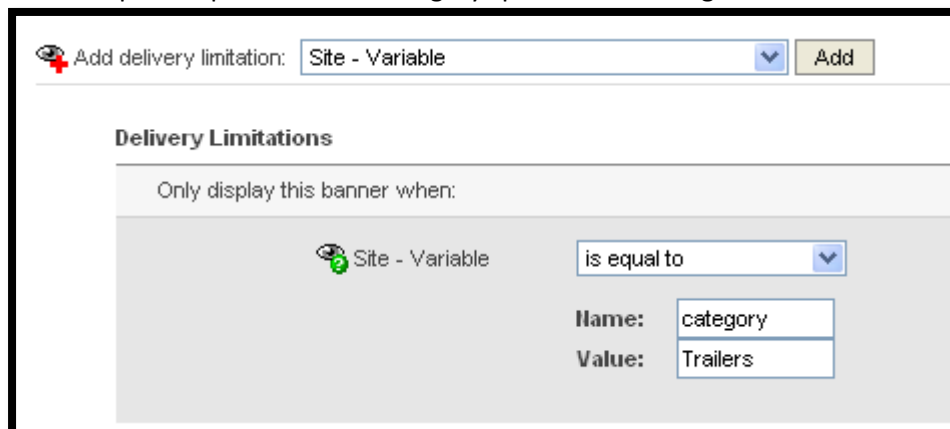 Add delivery limitation: Site - Variable Add
Delivery Limitations
Only display this banner when:
Site - Variable is equal to
Name: category
Value: Trailers